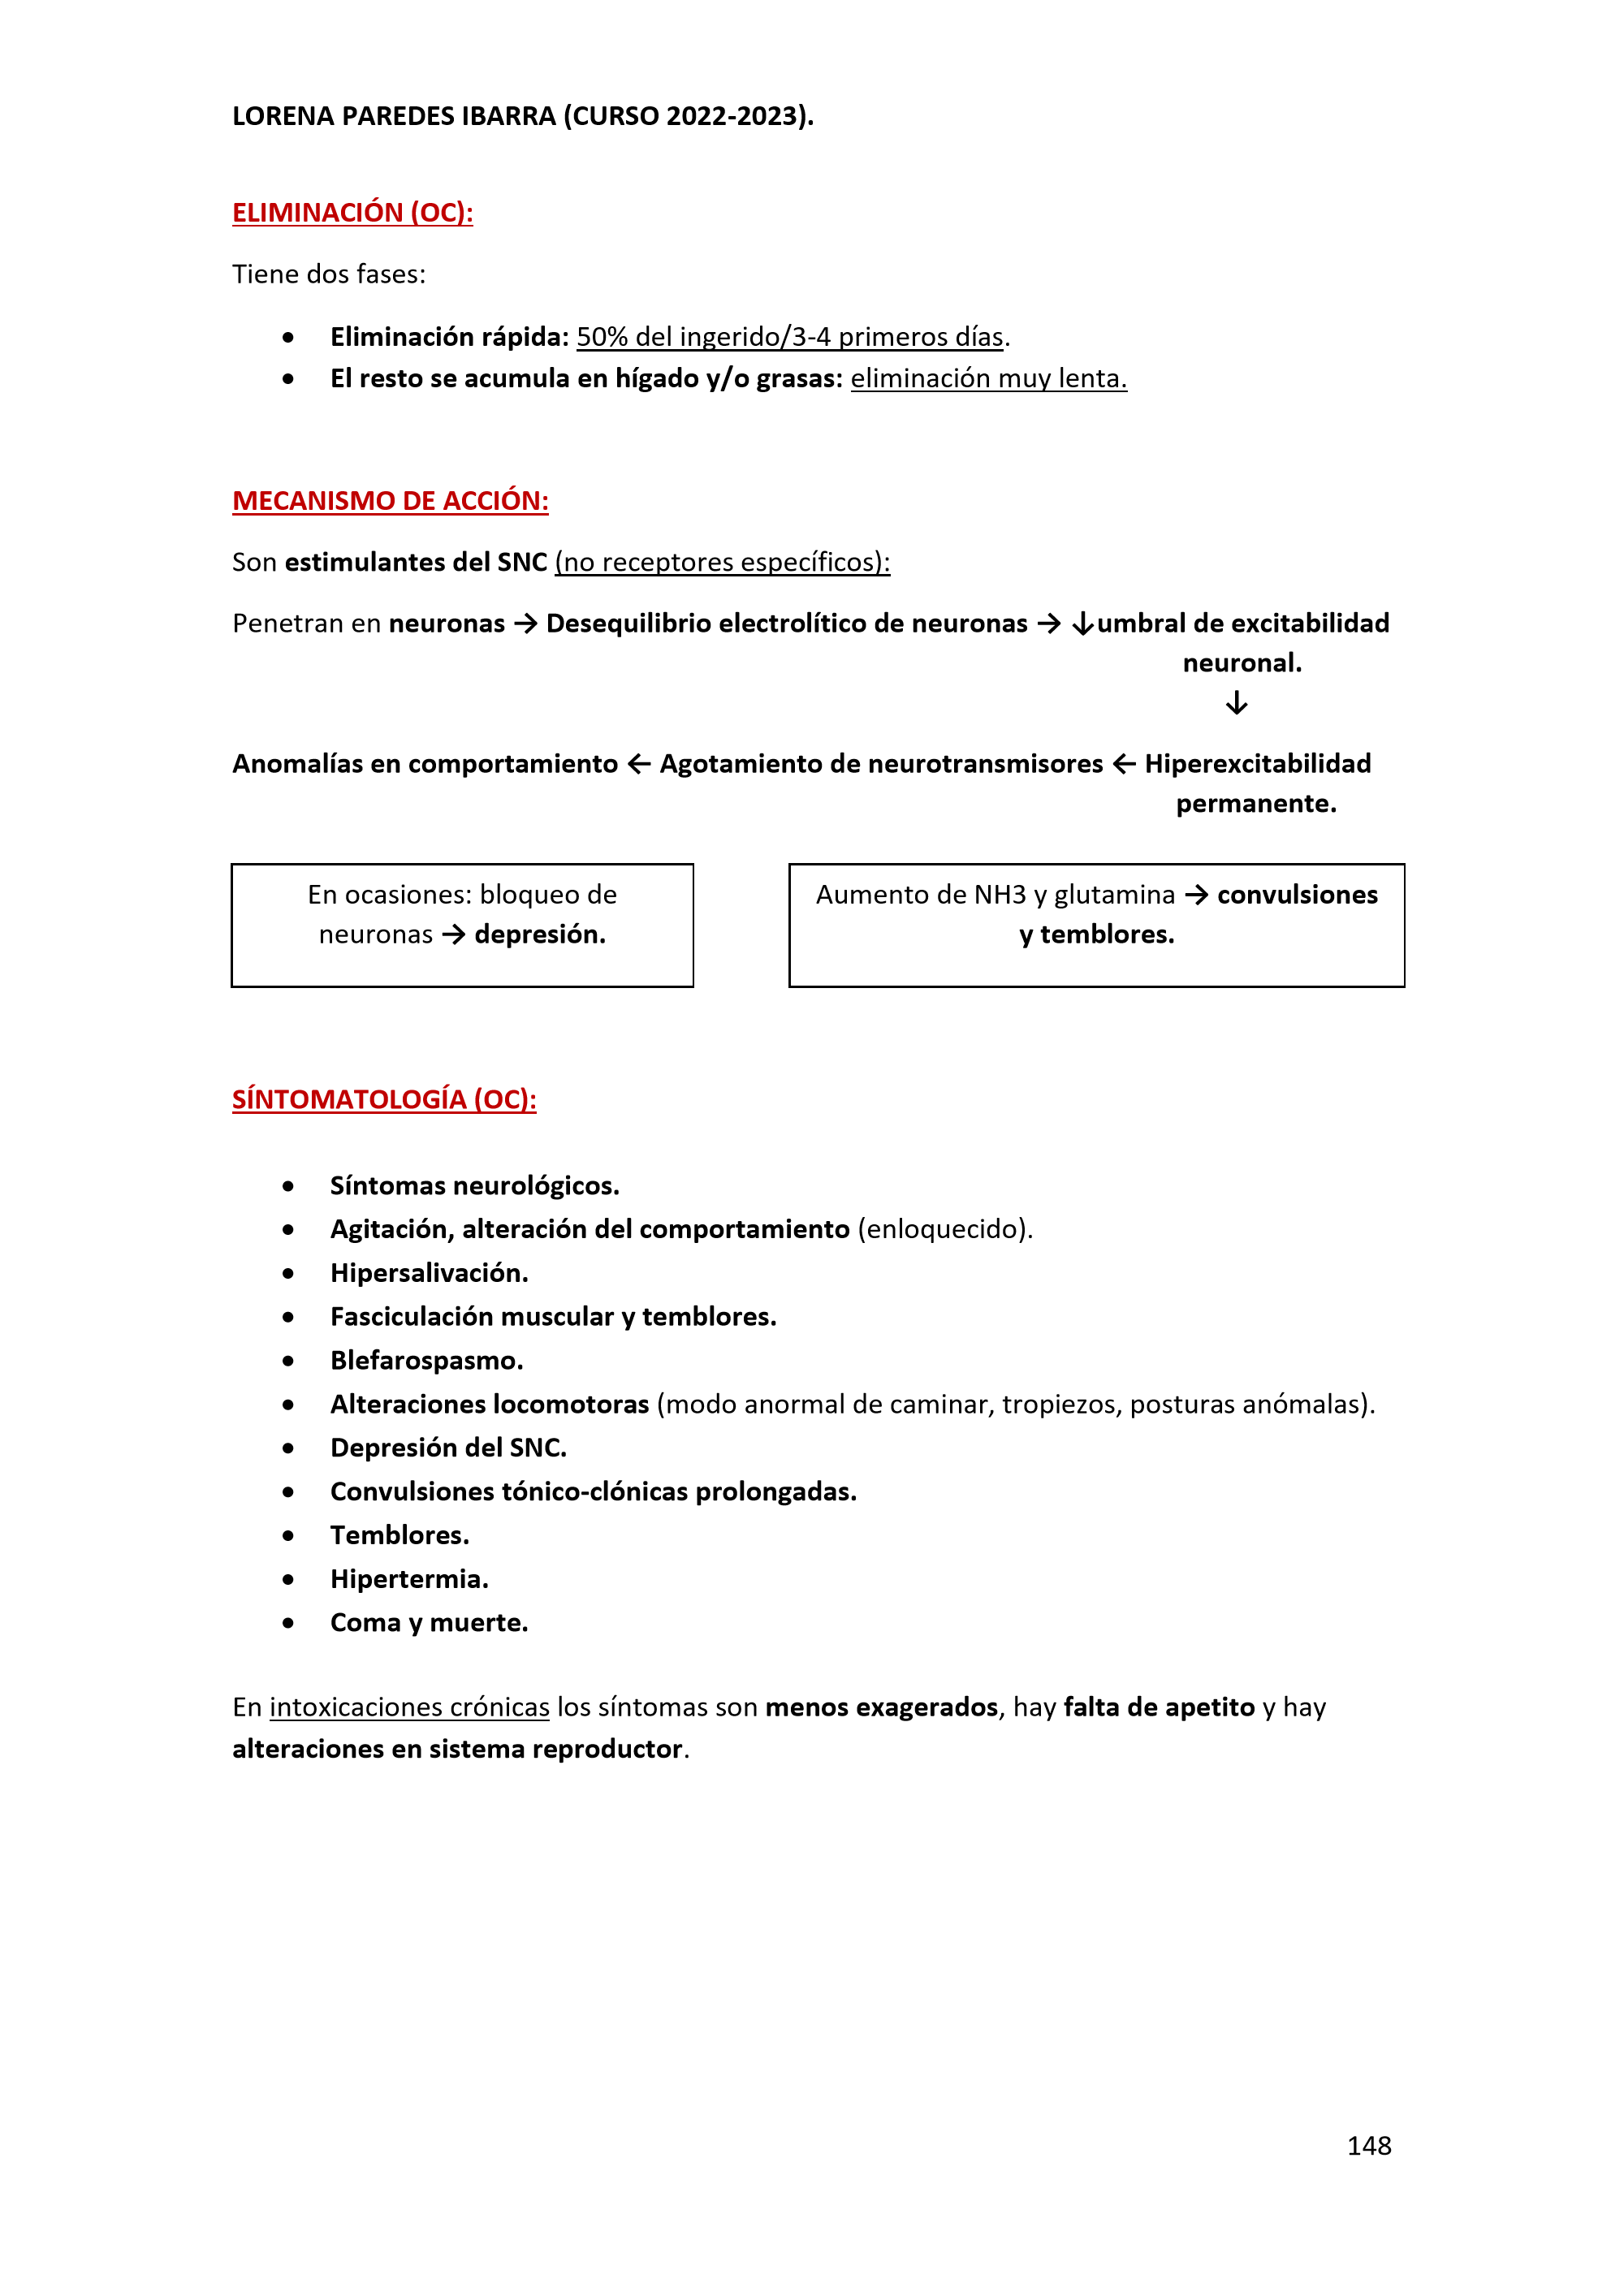 LORENA PAREDES IBARRA (CURSO 2022-2023).
ELIMINACIÓN (OC):
Tiene dos fases:
• Eliminación rápida: 50% del ingerido/3-4 primeros días.
• El resto se acumula en hígado y/o grasas: eliminación muy lenta.
MECANISMO DE ACCIÓN:
Son estimulantes del SNC (no receptores específicos):
Penetran en neuronas → Desequilibrio electrolítico de neuronas → ↓umbral de excitabilidad
neuronal.
↓
Anomalías en comportamiento ← Agotamiento de neurotransmisores ← Hiperexcitabilidad
permanente.
En ocasiones: bloqueo de
neuronas → depresión.
Aumento de NH3 y glutamina → convulsiones
y temblores.
SÍNTOMATOLOGÍA (OC):
• Síntomas neurológicos.
• Agitación, alteración del comportamiento (enloquecido).
• Hipersalivación.
• Fasciculación muscular y temblores.
• Blefarospasmo.
• Alteraciones locomotoras (modo anormal de caminar, tropiezos, posturas anómalas).
• Depresión del SNC.
• Convulsiones tónico-clónicas prolongadas.
• Temblores.
• Hipertermia.
• Coma y muerte.
En intoxicaciones crónicas los síntomas son menos exagerados, hay falta de apetito y hay
alteraciones en sistema reproductor.
148